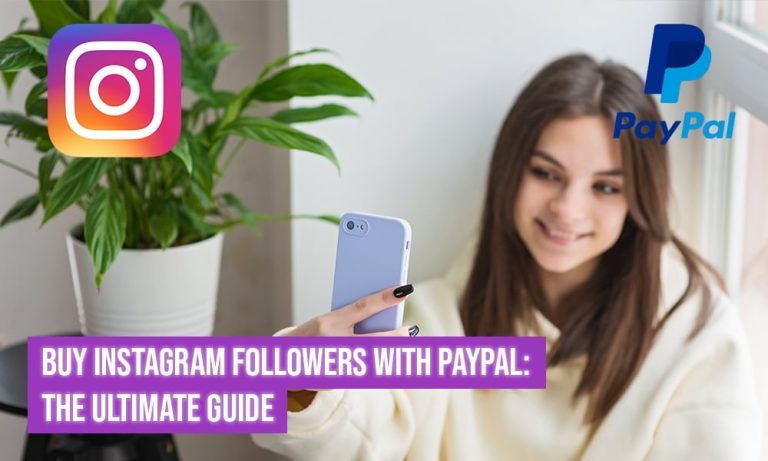 PayPal
BUY INSTAGRAM FOLLOWERS WITH PAYPAL:
THE ULTIMATE GUIDE